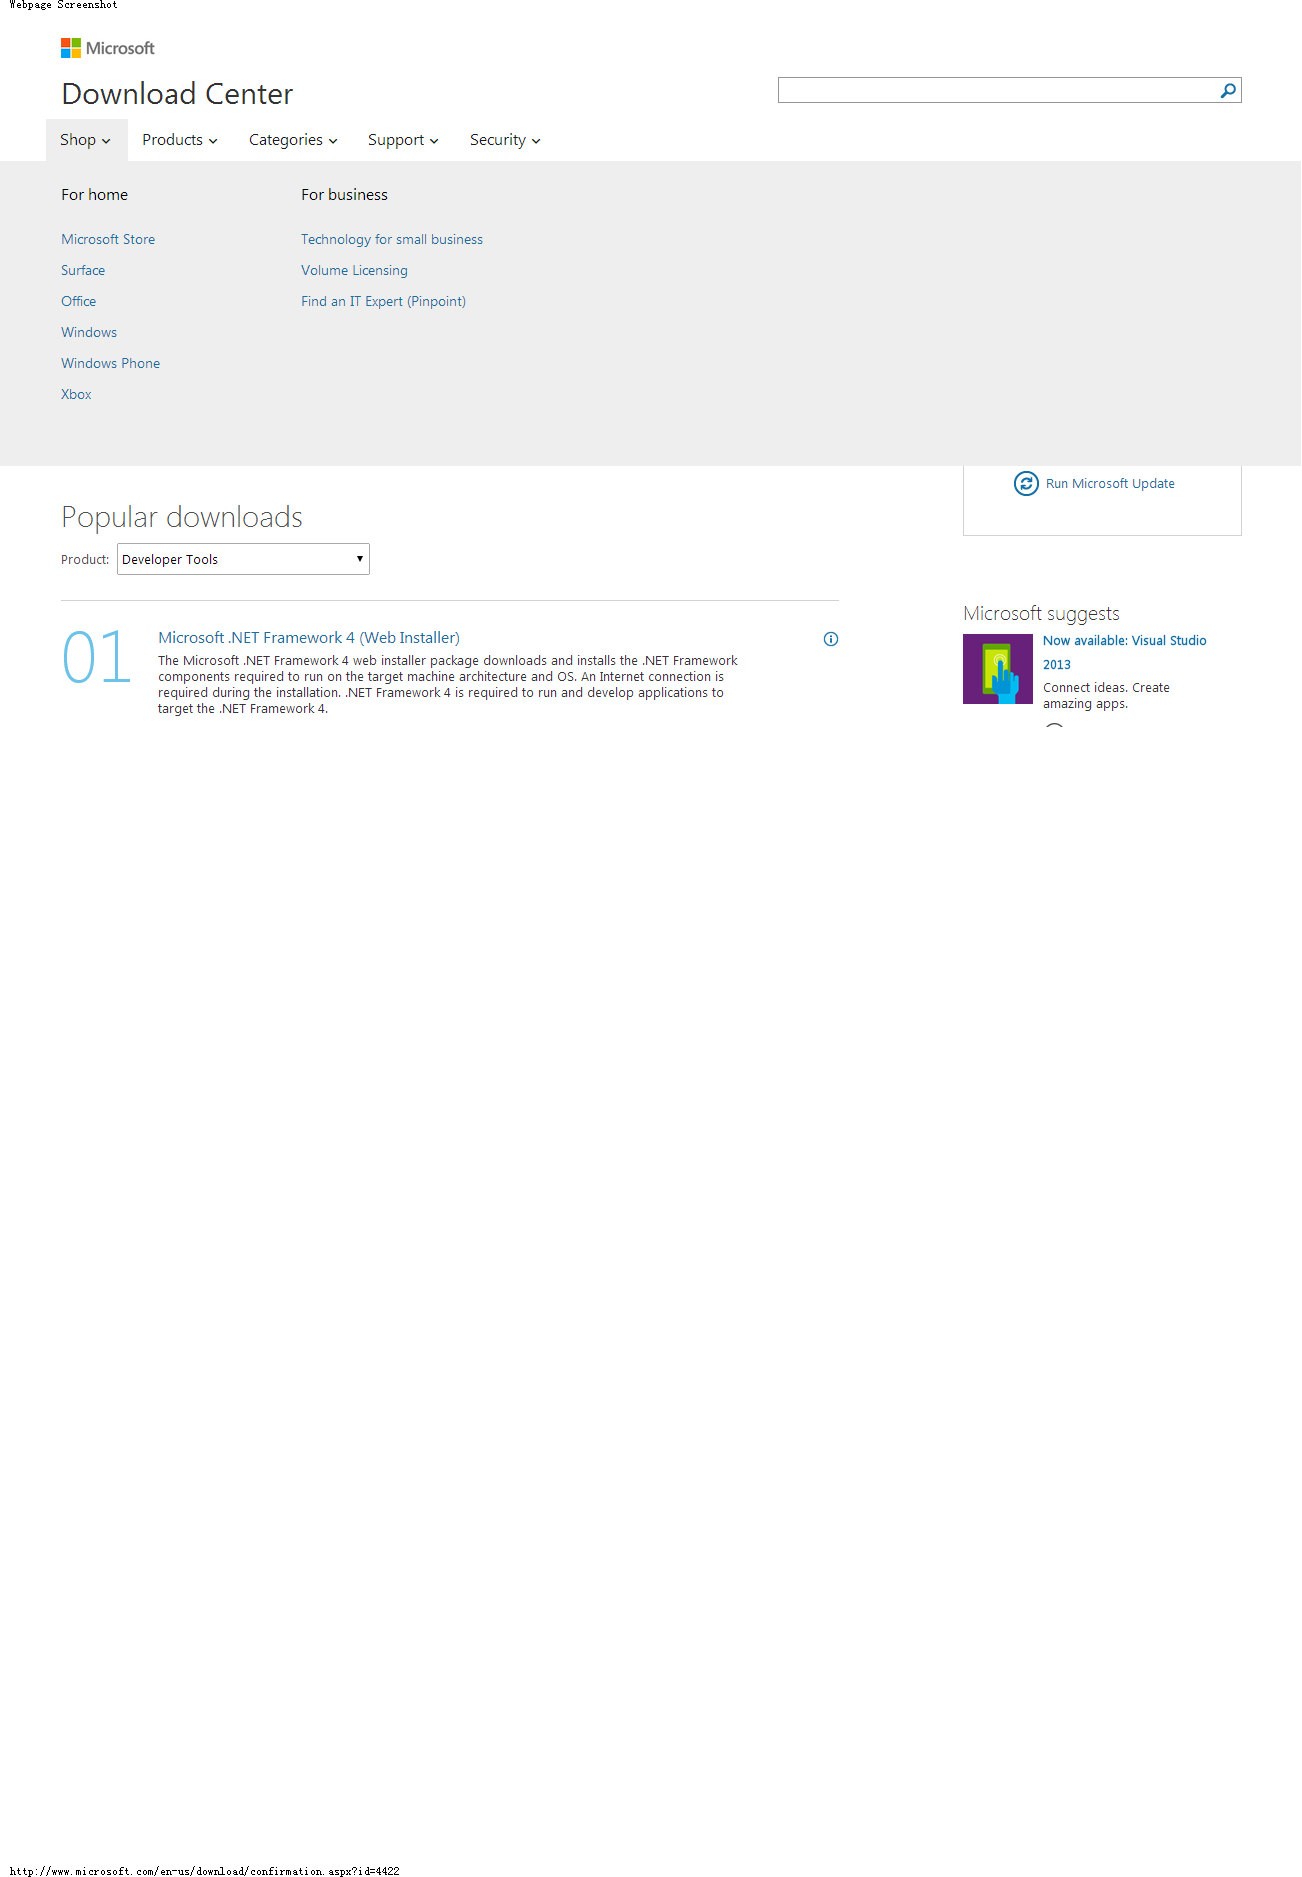 Webpage Screenshot
Microsoft
Download Center
Shop Products Categories Support Security
For home
Microsoft Store
Surface
Office
Windows
Windows Phone
Xbox
For business
Technology for small business
Volume Licensing
Find an IT Expert (Pinpoint)
Run Microsoft Update
Popular downloads
Product: Developer Tools
01
Microsoft .NET Framework 4 (Web Installer)
The Microsoft .NET Framework 4 web installer package downloads and installs the .NET Framework
components required to run on the target machine architecture and OS. An Internet connection is
required during the installation. .NET Framework 4 is required to run and develop applications to
target the .NET Framework 4.
Microsoft suggests
Now available: Visual Studio
2013
Connect ideas. Create
amazing apps.
http://www.microsoft.com/en-us/download/confirmation.aspx?id=4422